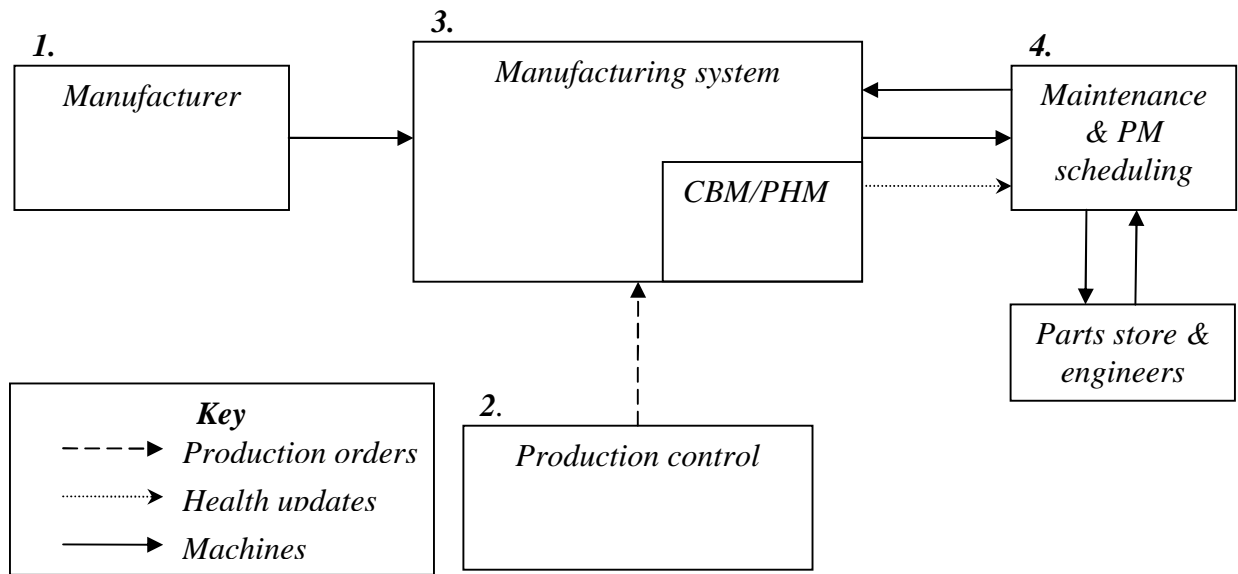 1.
Manufacturer
3.
Manufacturing system
CBM/PHM
4.
Maintenance
& PM
scheduling
Parts store &
engineers
2.
Production control
Key
Production orders
Health updates
Machines